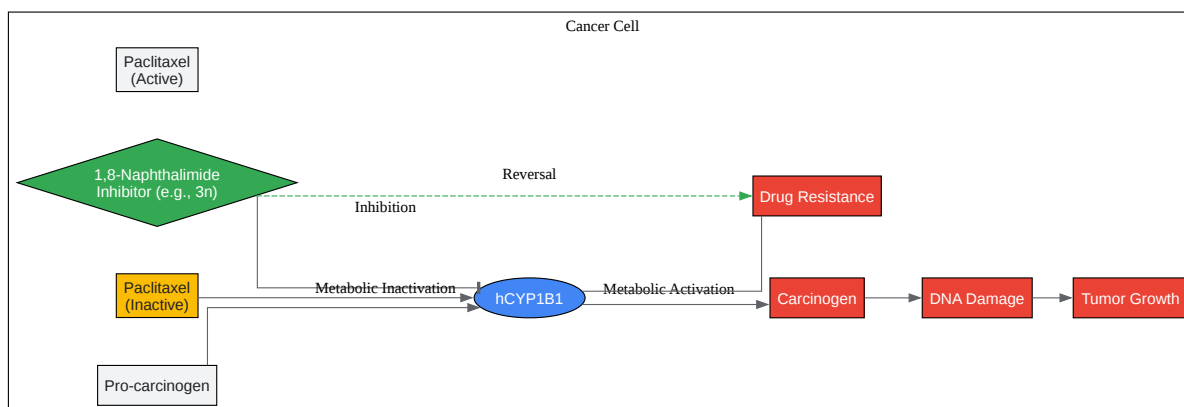 Cancer Cell
Paclitaxel
(Active)
1,8-Naphthalimide
Inhibitor (e.g., 3n)
Reversal
Inhibition
Drug Resistance
Paclitaxel
(Inactive)
Metabolic Inactivation
hCYP1B1
Metabolic Activation
Carcinogen
DNA Damage
Tumor Growth
Pro-carcinogen